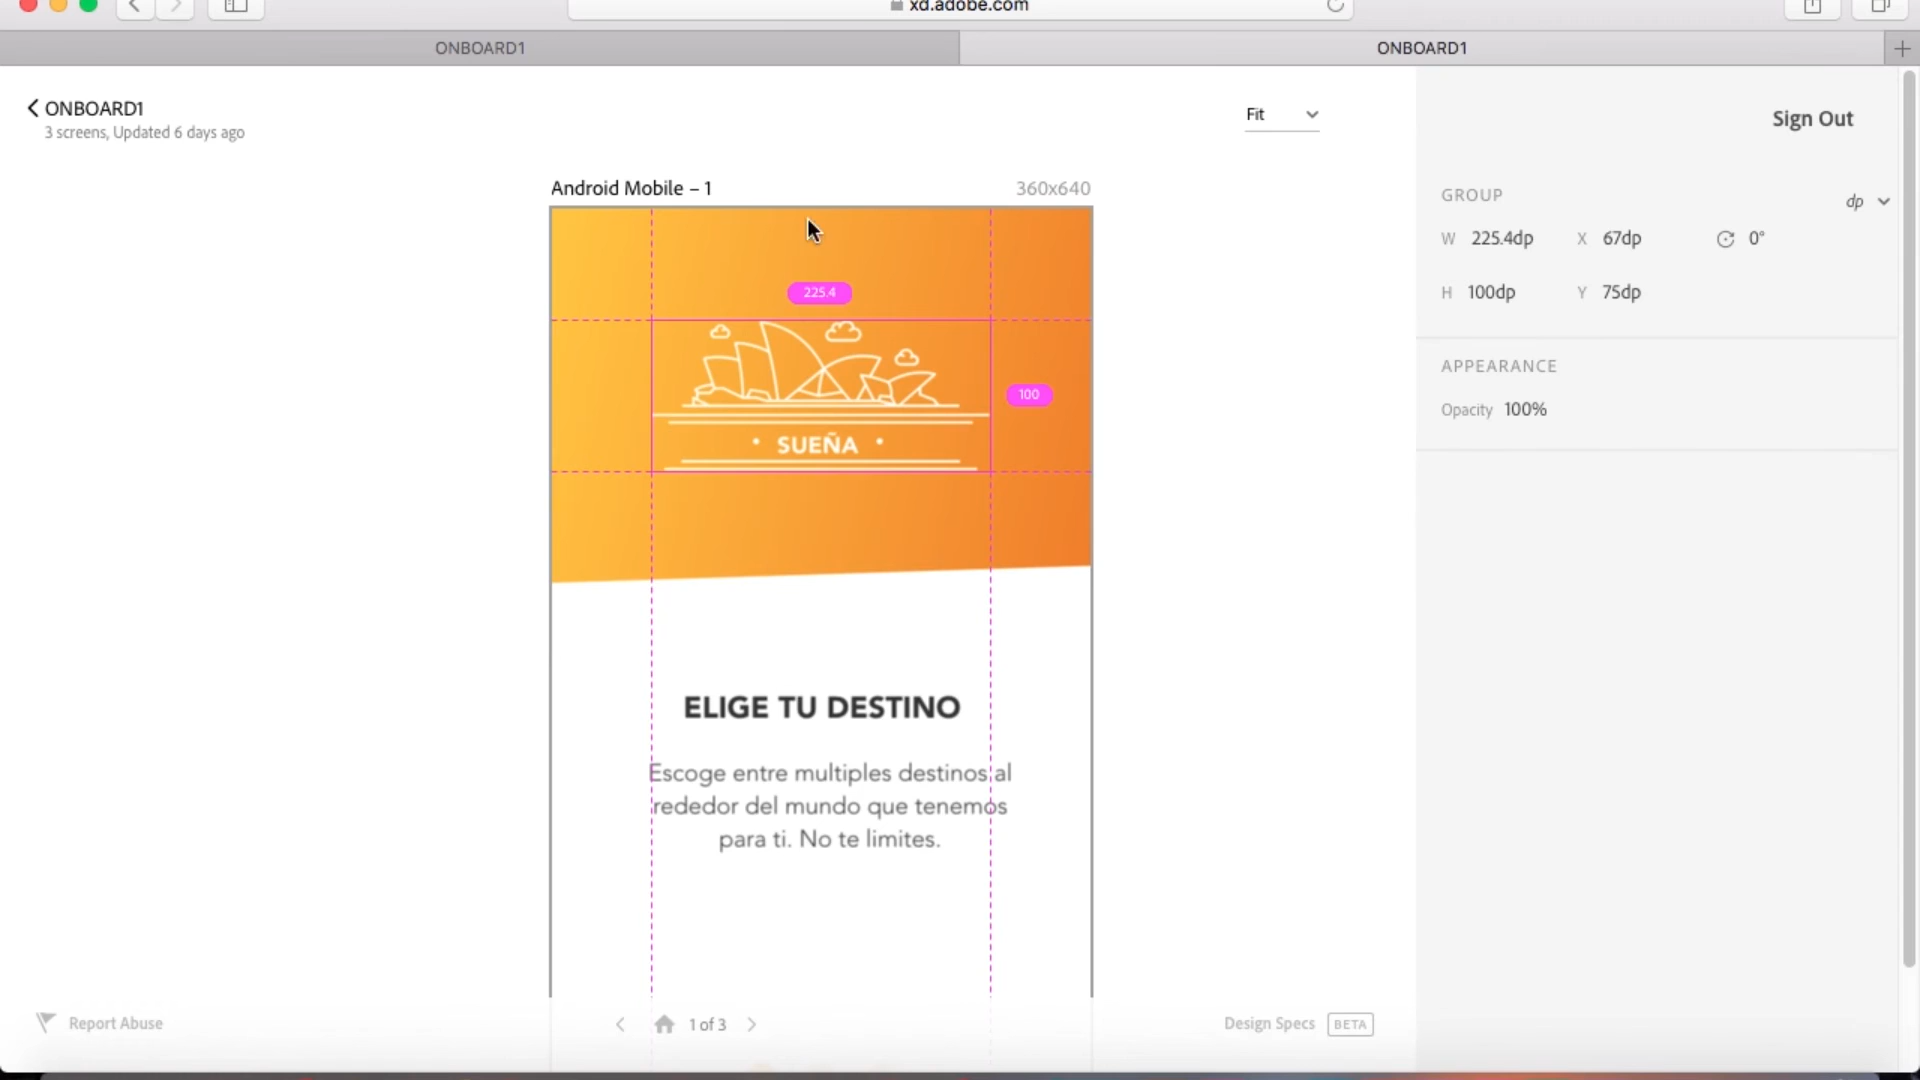 xd.adobe.com
ONBOARD1
ONBOARD1
ONBOARD1
3 screens, Updated 6 days ago
Fit
Sign Out
Android Mobile – 1
360x640
GROUP
dp
W 225.4dp X 67dp 0°
H 100dp Y 75dp
APPEARANCE
Opacity 100%
225.4
100
• SUEÑA •
ELIGE TU DESTINO
Escoge entre multiples destinos al
rededor del mundo que tenemos
para ti. No te limites.
Report Abuse
1 of 3
Design Specs BETA